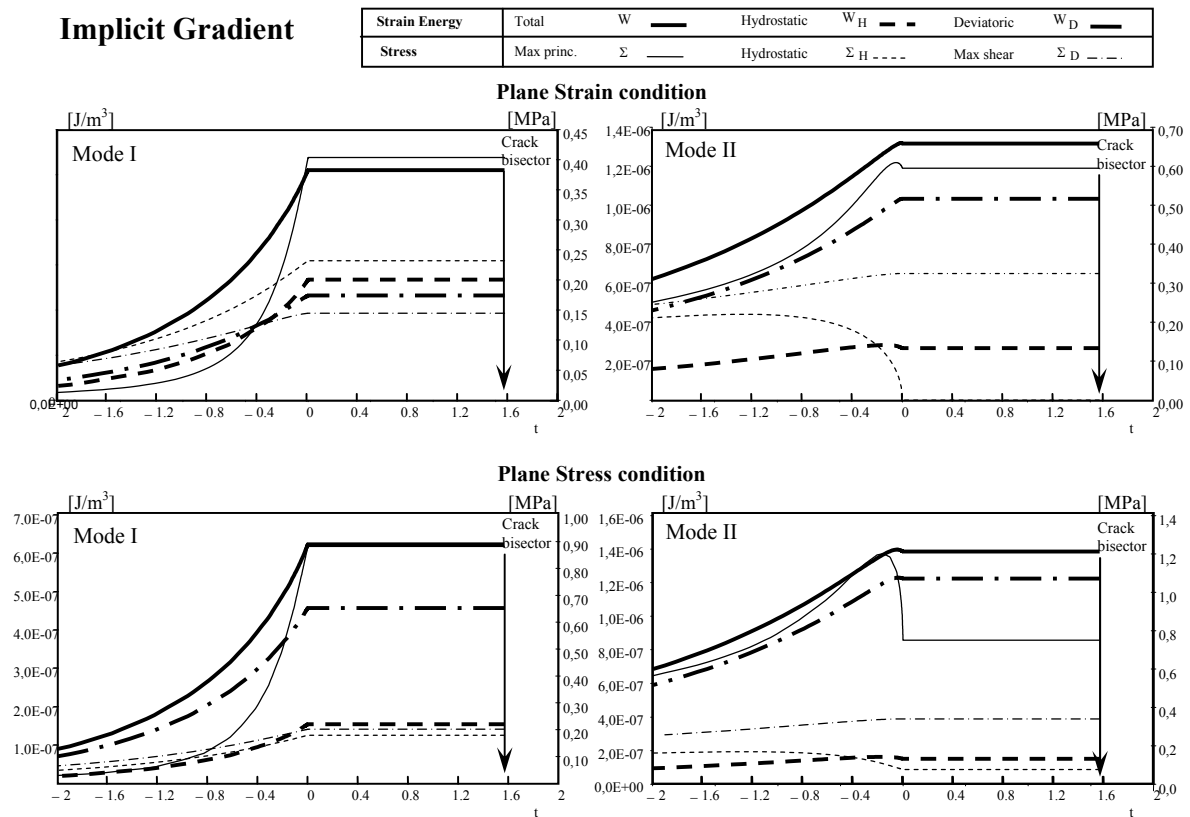 Implicit Gradient
Strain Energy Total W Hydrostatic W H Deviatoric W D
Stress Max princ. Σ Hydrostatic Σ H Max shear Σ D
Plane Strain condition
[J/m3] [MPa] [J/m3] [MPa]
Mode I
Crack
bisector
0,45
0,40
0,35
0,30
0,25
0,20
0,15
0,10
0,05
0,00
0,0E+00
– 2 – 1.6 – 1.2 – 0.8 – 0.4 0 0.4 0.8 1.2 1.6 2
t
Mode II
Crack
bisector
1,4E-06
1,2E-06
1,0E-06
8,0E-07
6,0E-07
4,0E-07
2,0E-07
0,70
0,60
0,50
0,40
0,30
0,20
0,10
0,00
– 2 – 1.6 – 1.2 – 0.8 – 0.4 0 0.4 0.8 1.2 1.6 2
t
Plane Stress condition
[J/m3] [MPa] [J/m3] [MPa]
Mode I
Crack
bisector
7,0E-07
6,0E-07
5,0E-07
4,0E-07
3,0E-07
2,0E-07
1,0E-07
1,00
0,90
0,80
0,70
0,60
0,50
0,40
0,30
0,20
0,10
– 2 – 1.6 – 1.2 – 0.8 – 0.4 0 0.4 0.8 1.2 1.6 2
t
Mode II
Crack
bisector
1,6E-06
1,4E-06
1,2E-06
1,0E-06
8,0E-07
6,0E-07
4,0E-07
2,0E-07
0,0E+00
1,4
1,2
1,0
0,8
0,6
0,4
0,2
0,0
– 2 – 1.6 – 1.2 – 0.8 – 0.4 0 0.4 0.8 1.2 1.6 2
t